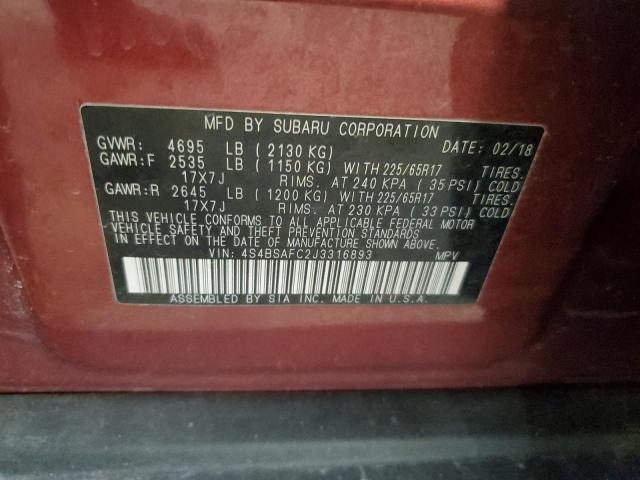 MFD BY SUBARU CORPORATION DATE: 02/18
GVWR: 4695 LB ( 2130 KG)
GAWR:F 2535 LB ( 1150 KG) WITH 225/65R17 TIRES.
17X7J RIMS. AT 240 KPA ( 35 PSI) COLD
GAWR:R 2645 LB ( 1200 KG) WITH 225/65R17 TIRES.
17X7J RIMS. AT 230 KPA ( 33 PSI) COLD
THIS VEHICLE CONFORMS TO ALL APPLICABLE FEDERAL MOTOR
VEHICLE SAFETY AND THEFT PREVENTION STANDARDS
IN EFFECT ON THE DATE OF MANUFACTURE SHOWN ABOVE.
VIN: 4S4BSAFC2J3316893 MPV
ASSEMBLED BY SIA INC. MADE IN U.S.A.